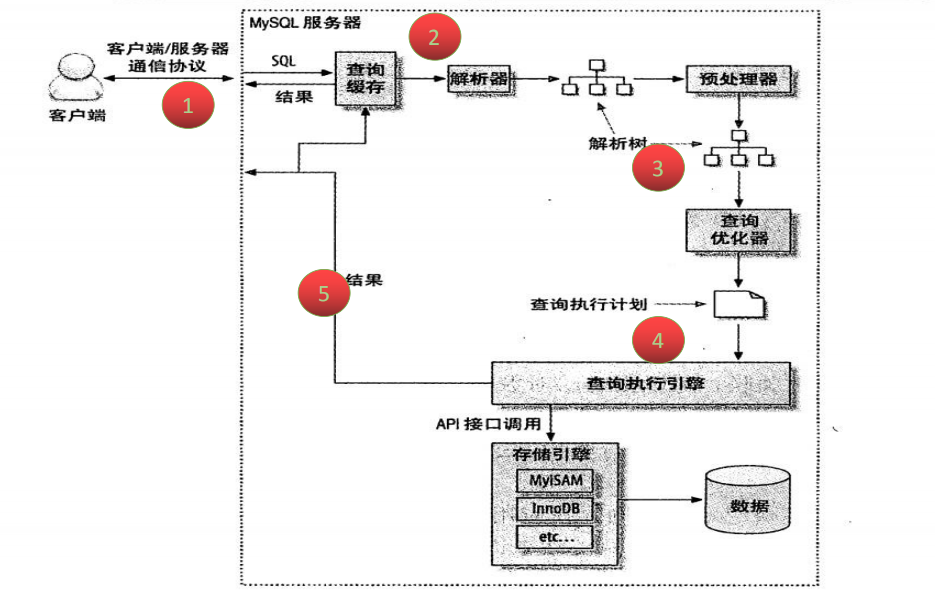 MySQL 服务器
客户端/服务器
通信协议
SQL
结果
客户端
1
查询
缓存
2
解析器
预处理器
解析树
3
查询
优化器
5
结果
查询执行计划
4
查询执行引擎
API 接口调用
存储引擎
MyISAM
InnoDB
etc...
数据